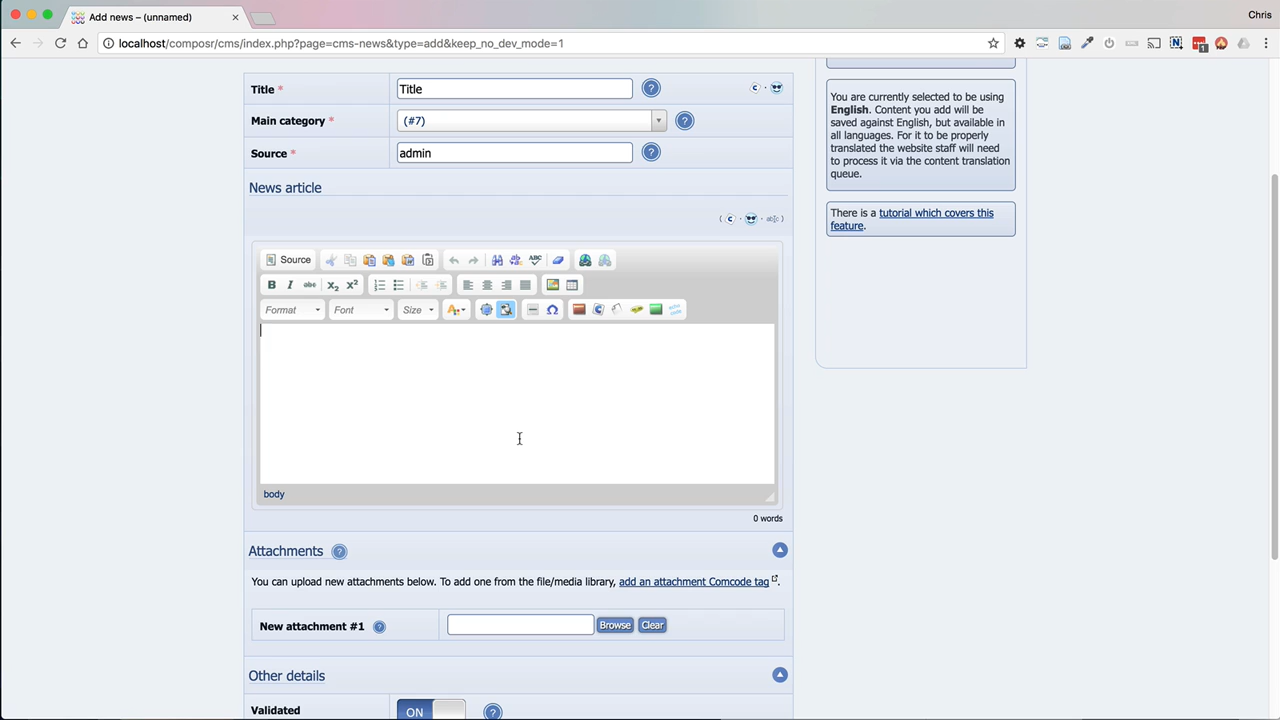 Add news – (unnamed)
Chris
localhost/composr/cms/index.php?page=cms-news&type=add&keep_no_dev_mode=1
Title *
Title
Main category *
(#7)
Source *
admin
News article
Source
ABC
B I abc X₂ X²
Format
Font
Size
body
0 words
Attachments
You can upload new attachments below. To add one from the file/media library, add an attachment Comcode tag.
New attachment #1
Browse
Clear
Other details
Validated
ON
You are currently selected to be using
English. Content you add will be
saved against English, but available in
all languages. For it to be properly
translated the website staff will need
to process it via the content translation
queue.
There is a tutorial which covers this
feature.